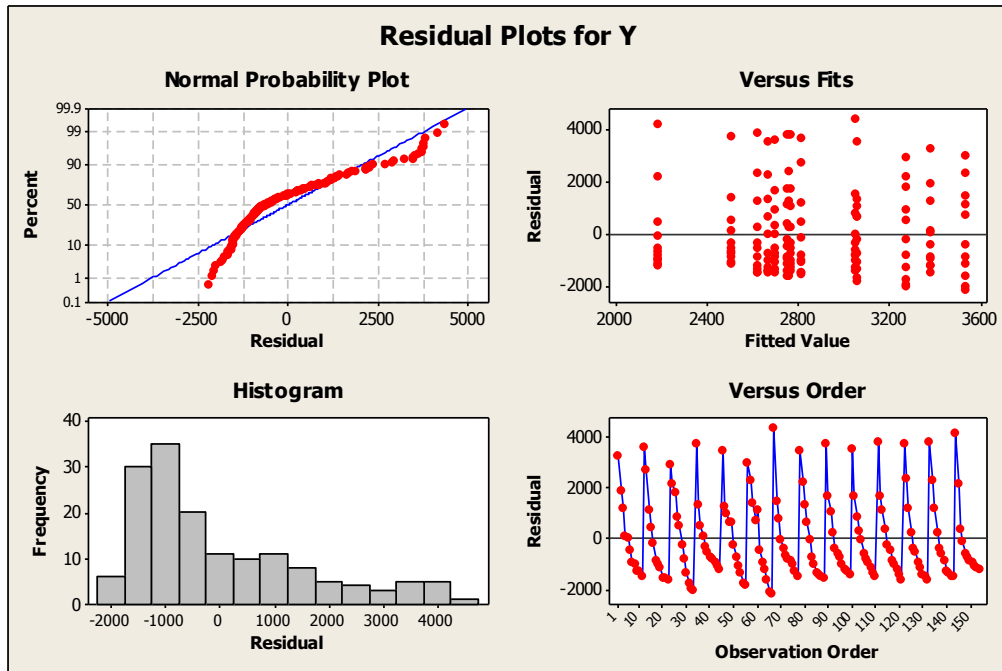 Residual Plots for Y
Normal Probability Plot
99.9
99
90
50
10
1
0.1
Percent
-5000 -2500 0 2500 5000
Residual
Versus Fits
4000
2000
0
-2000
Residual
2000 2400 2800 3200 3600
Fitted Value
Histogram
40
30
20
10
0
Frequency
-2000 -1000 0 1000 2000 3000 4000
Residual
Versus Order
4000
2000
0
-2000
Residual
1 10 20 30 40 50 60 70 80 90 100 110 120 130 140 150
Observation Order